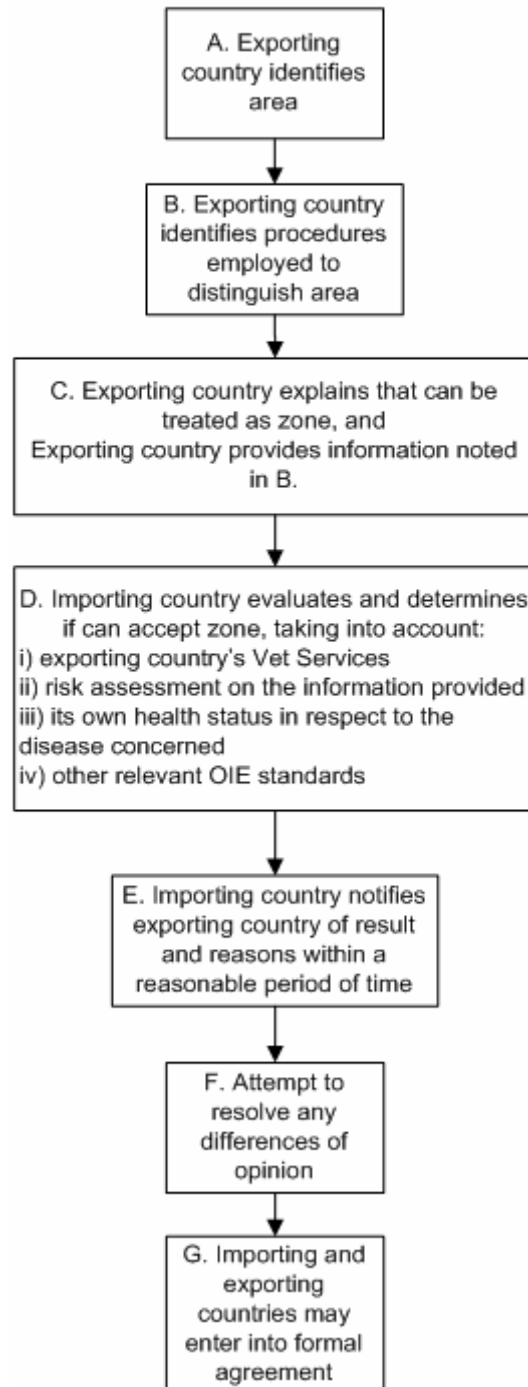 A. Exporting
country identifies
area
B. Exporting country
identifies procedures
employed to
distinguish area
C. Exporting country explains that can be
treated as zone, and
Exporting country provides information noted
in B.
D. Importing country evaluates and determines
if can accept zone, taking into account:
i) exporting country's Vet Services
ii) risk assessment on the information provided
iii) its own health status in respect to the
disease concerned
iv) other relevant OIE standards
E. Importing country notifies
exporting country of result
and reasons within a
reasonable period of time
F. Attempt to
resolve any
differences of
opinion
G. Importing and
exporting
countries may
enter into formal
agreement